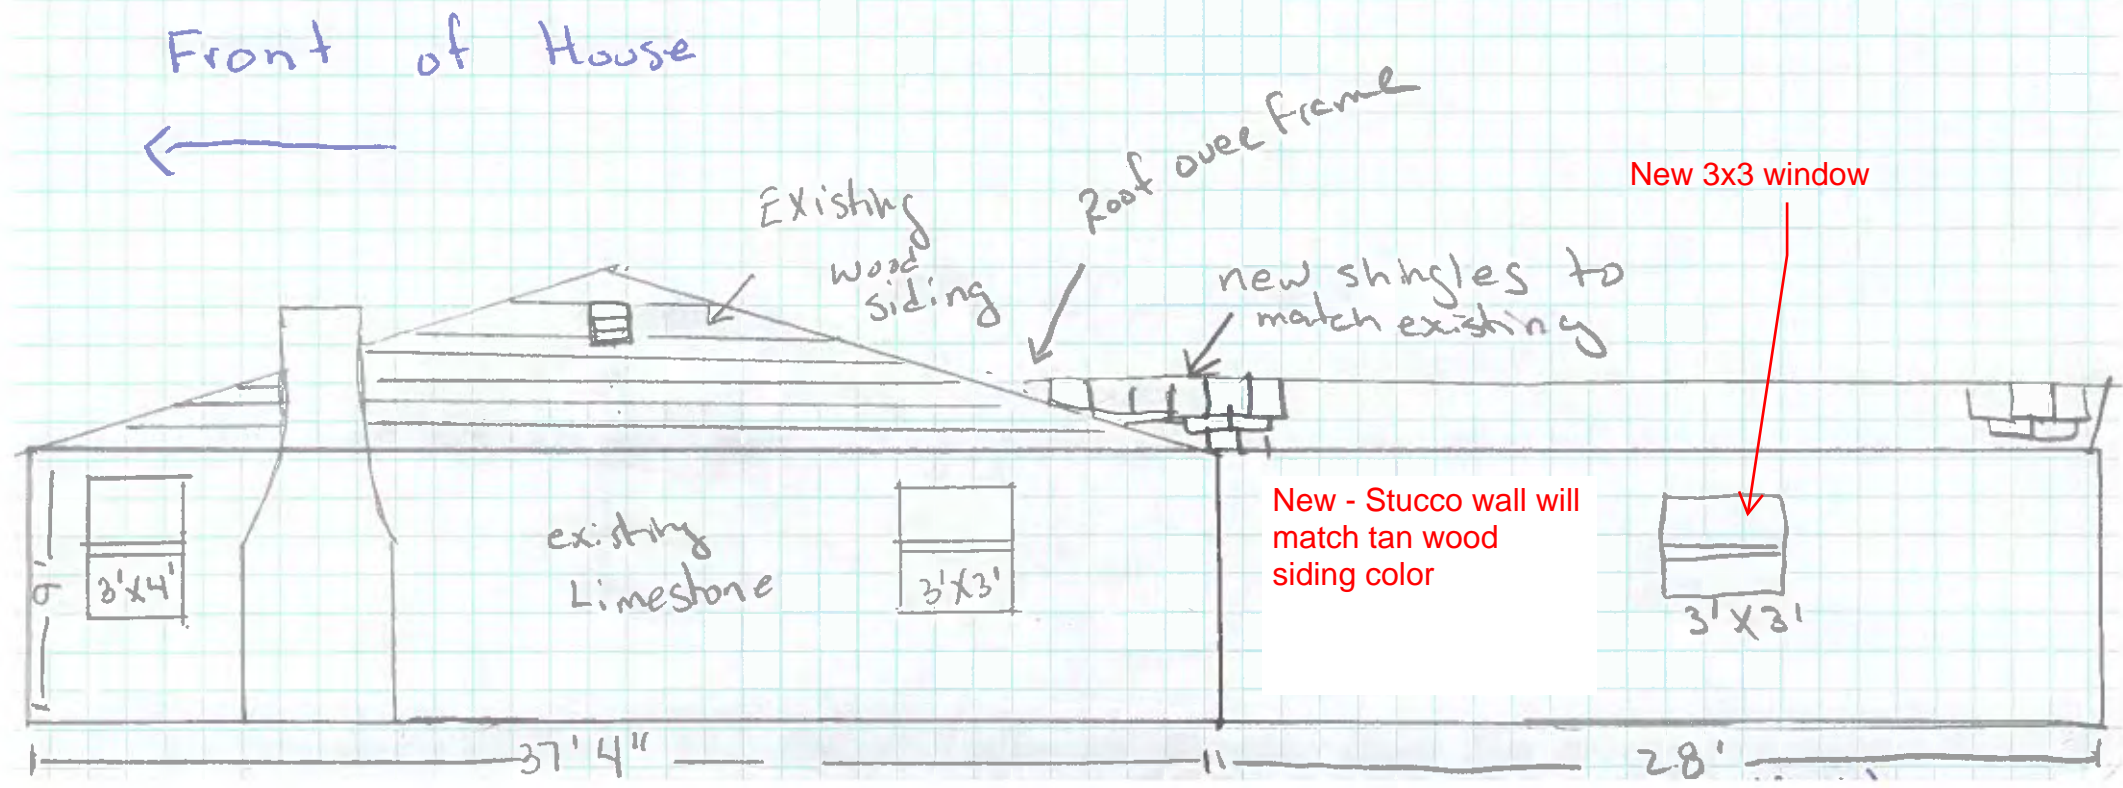 Front of House
Roof over Frame
New 3x3 window
Existing
wood
siding
new shingles to
match existing
existing
Limestone
New - Stucco wall will
match tan wood
siding color
9'
3'X4'
3'X3'
3'X3'
37'4"
28'